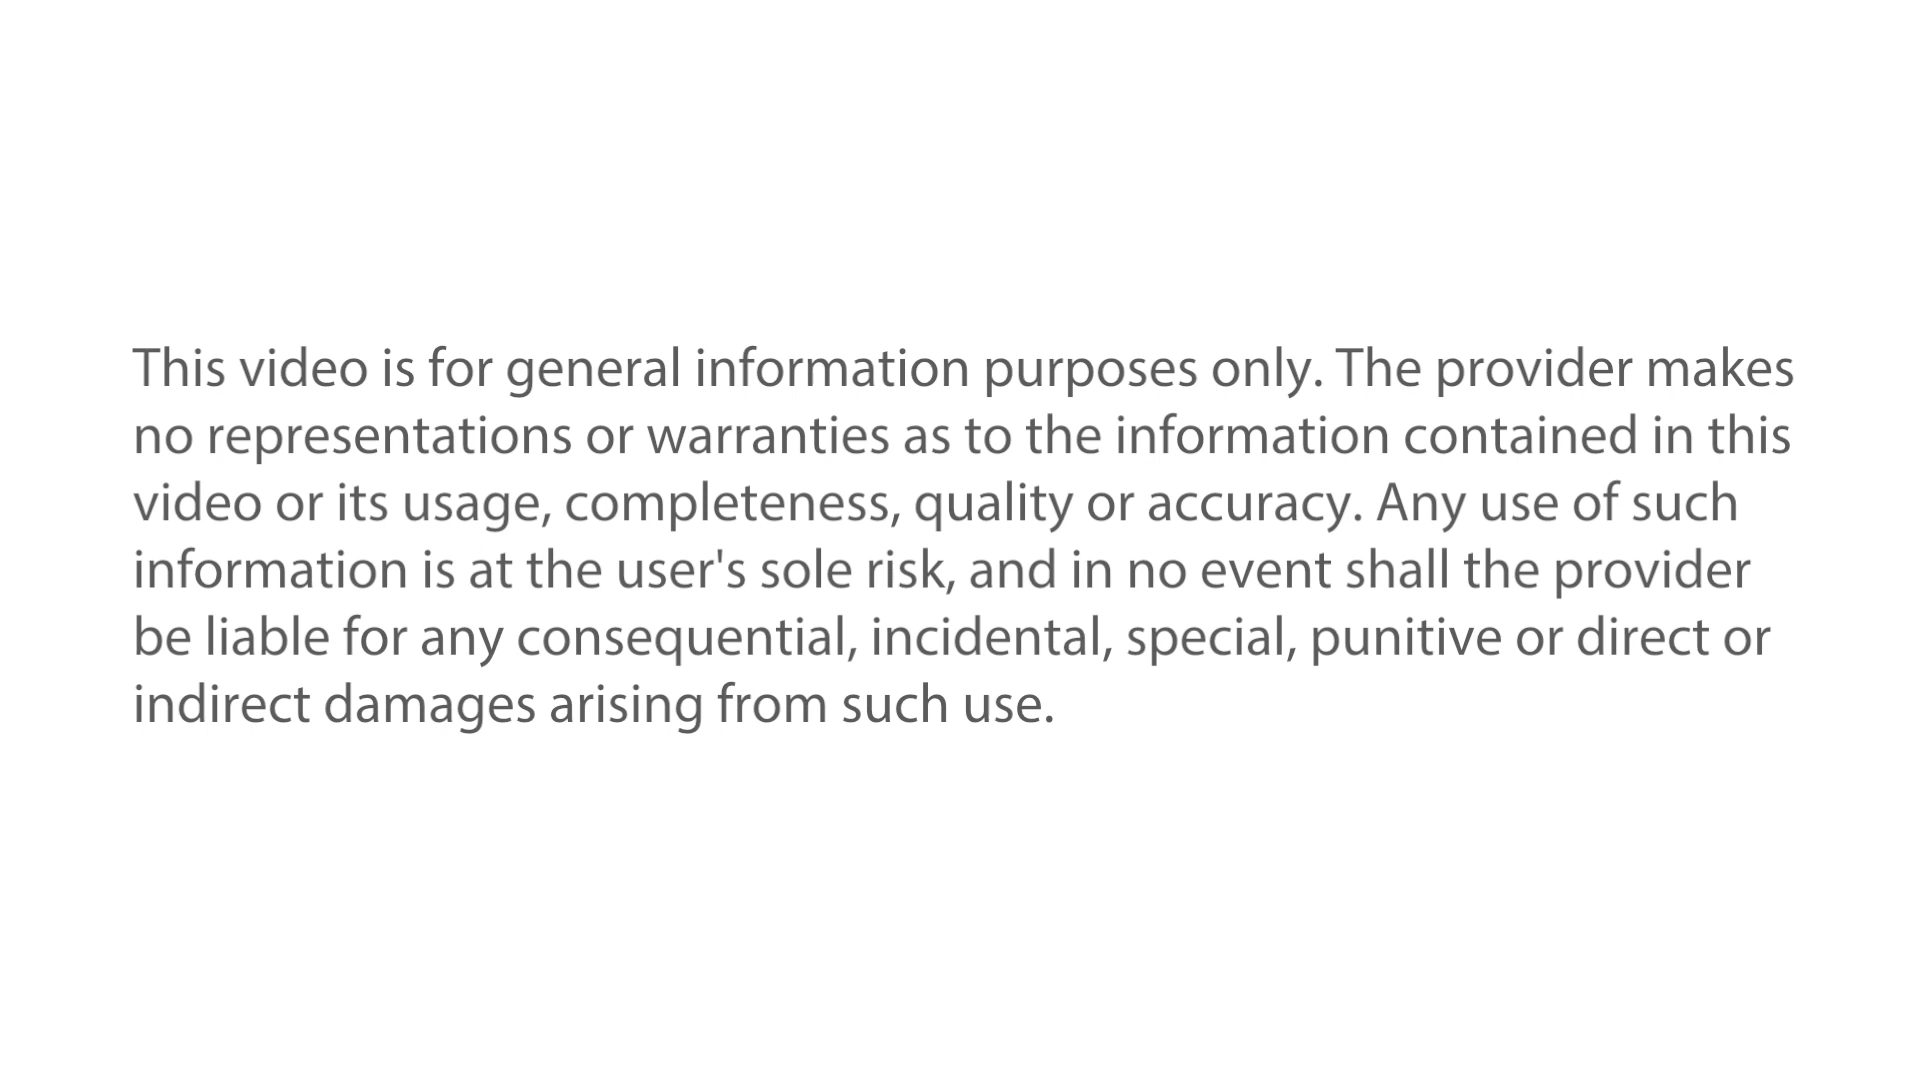 This video is for general information purposes only. The provider makes
no representations or warranties as to the information contained in this
video or its usage, completeness, quality or accuracy. Any use of such
information is at the user's sole risk, and in no event shall the provider
be liable for any consequential, incidental, special, punitive or direct or
indirect damages arising from such use.